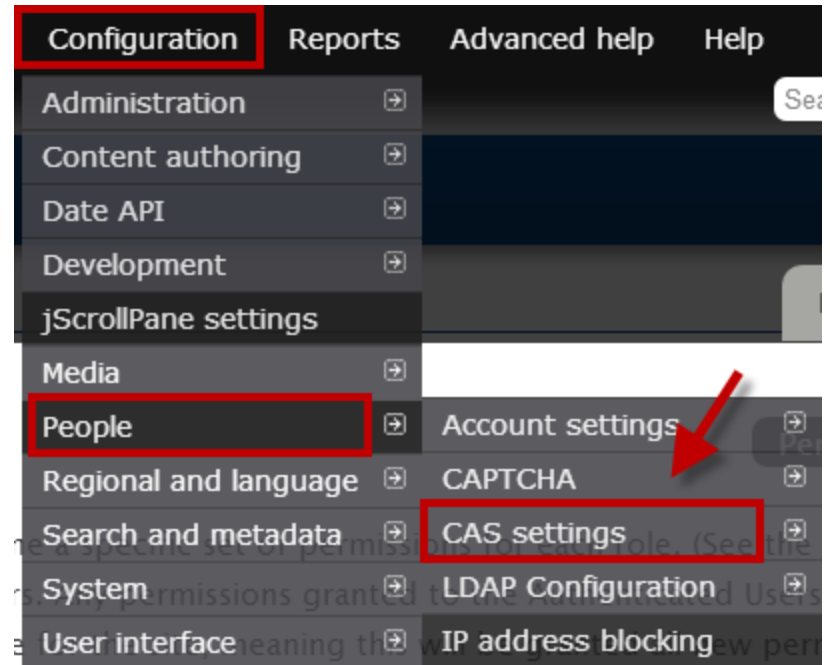 Configuration Reports Advanced help Help
Administration
Content authoring
Date API
Development
jScrollPane settings
Media
People
Account settings
Regional and language
CAPTCHA
Search and metadata
CAS settings
System
LDAP Configuration
User interface
IP address blocking